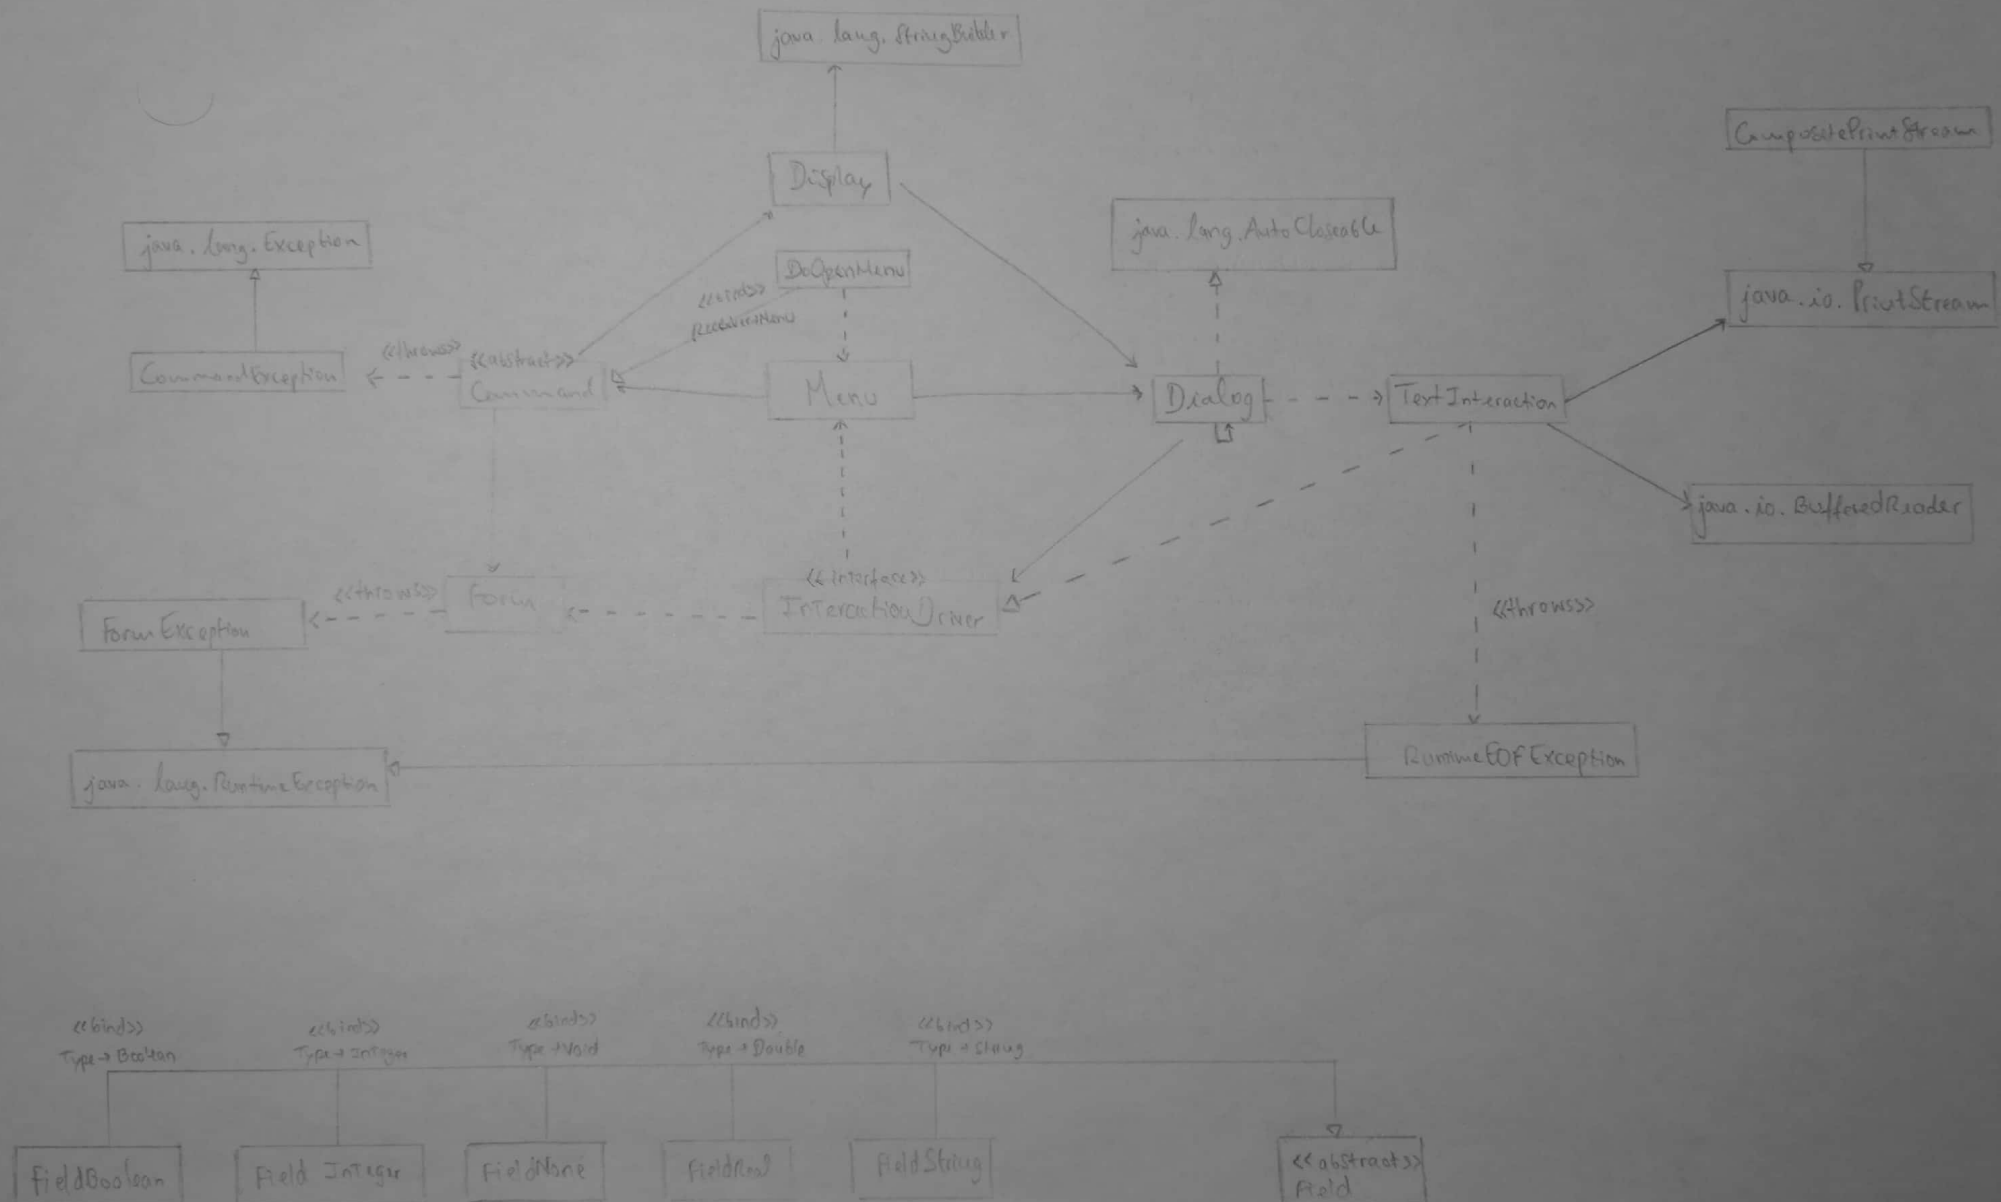 java.lang.StringBuilder
CompositePrintStream
Display
java.lang.AutoCloseable
java.lang.Exception
DoOpenMenu
<<bind>>
Receiver→Menu
java.io.PrintStream
<<throws>>
<<abstract>>
CommandException
Command
Menu
Dialog
TextInteraction
java.io.BufferedReader
<<throws>>
Form
<<interface>>
InteractionDriver
FormException
<<throws>>
java.lang.RuntimeException
RuntimeEOFException
<<bind>>
Type→Boolean
<<bind>>
Type→Integer
<<bind>>
Type→Void
<<bind>>
Type→Double
<<bind>>
Type→String
FieldBoolean
Field Integer
FieldNone
FieldReal
FieldString
<<abstract>>
Field